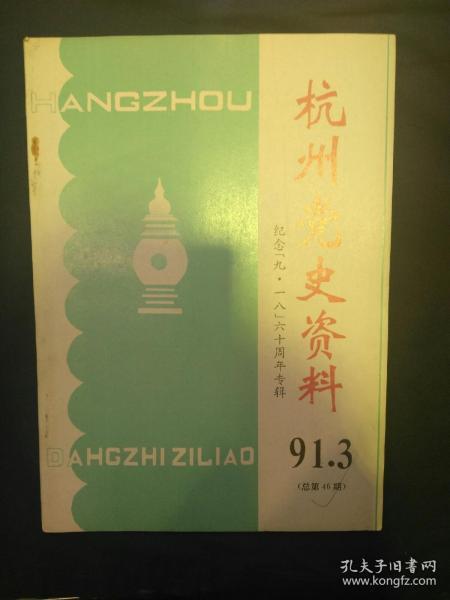 HANGZHOU
杭州党史资料
纪念「九·一八」六十周年专辑
DAHGZHI ZILIAO
91.3
(总第46期)
孔夫子旧书网
www.kongfz.com